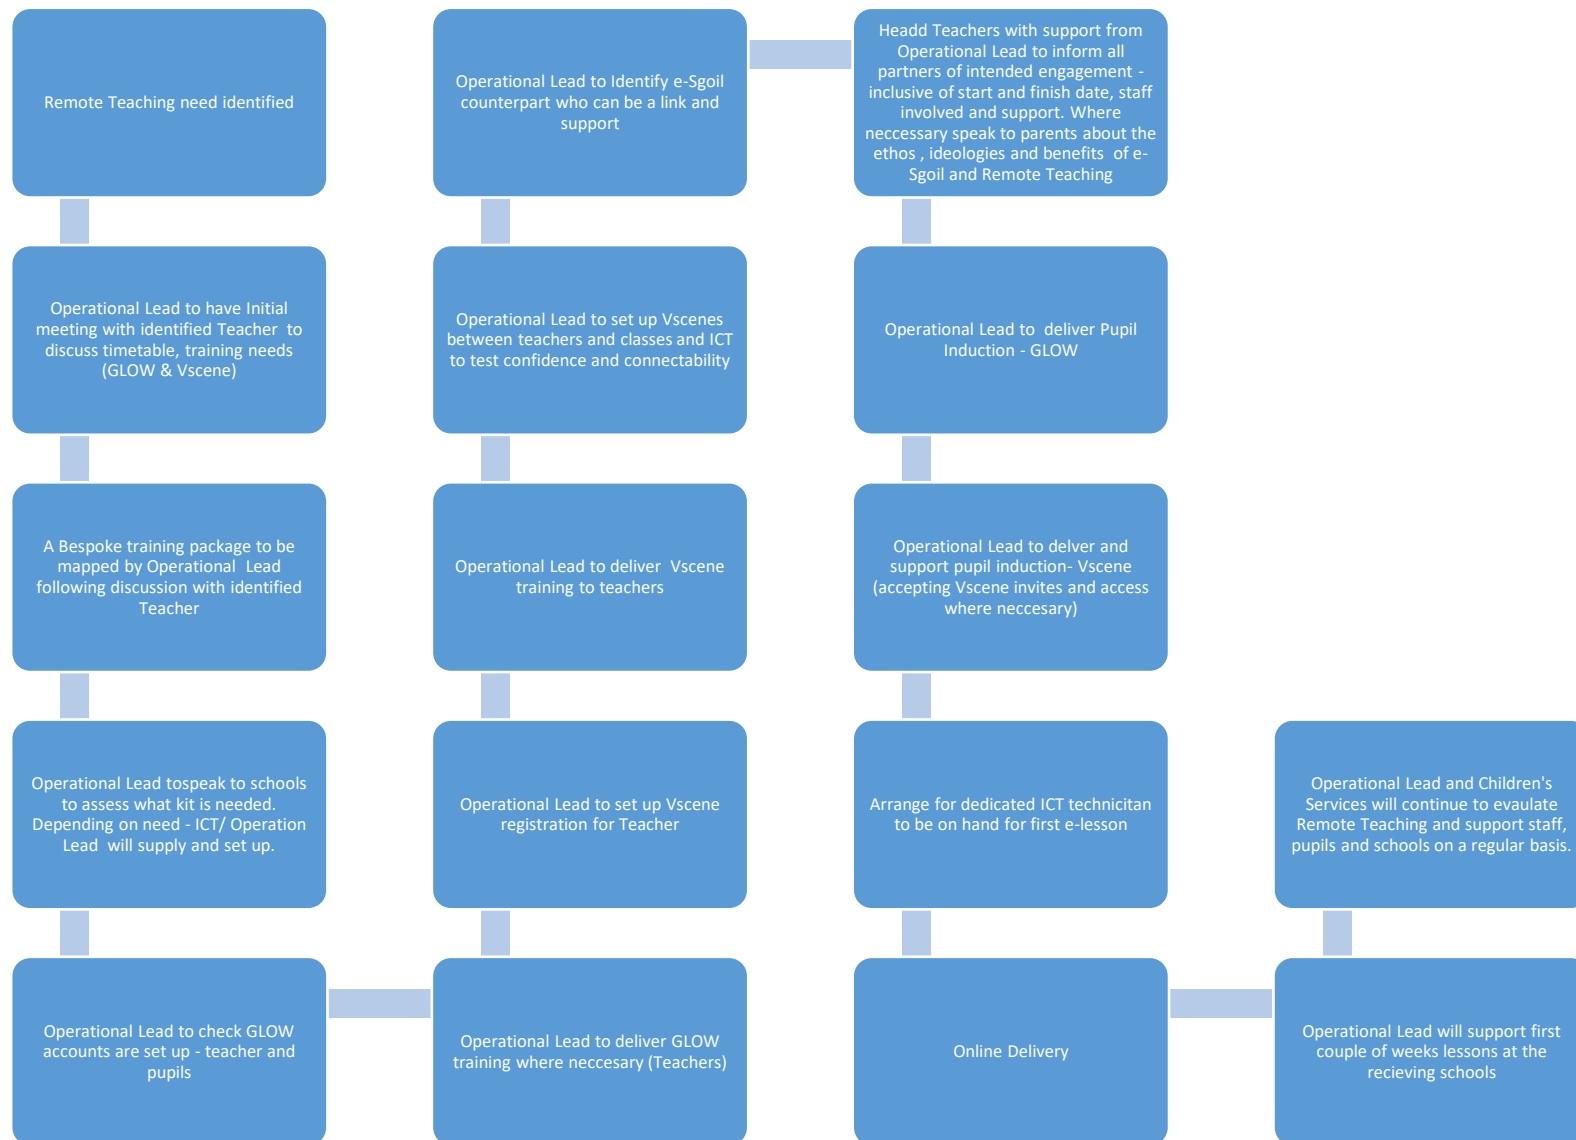 Remote Teaching need identified
Operational Lead to have Initial
meeting with identified Teacher to
discuss timetable, training needs
(GLOW & Vscene)
A Bespoke training package to be
mapped by Operational Lead
following discussion with identified
Teacher
Operational Lead tospeak to schools
to assess what kit is needed.
Depending on need - ICT/ Operation
Lead will supply and set up.
Operational Lead to check GLOW
accounts are set up - teacher and
pupils
Operational Lead to deliver GLOW
training where neccesary (Teachers)
Operational Lead to set up Vscene
registration for Teacher
Operational Lead to deliver Vscene
training to teachers
Operational Lead to set up Vscenes
between teachers and classes and ICT
to test confidence and connectability
Operational Lead to Identify e-Sgoil
counterpart who can be a link and
support
Headd Teachers with support from
Operational Lead to inform all
partners of intended engagement -
inclusive of start and finish date, staff
involved and support. Where
neccessary speak to parents about the
ethos , ideologies and benefits of e-
Sgoil and Remote Teaching
Operational Lead to deliver Pupil
Induction - GLOW
Operational Lead to delver and
support pupil induction- Vscene
(accepting Vscene invites and access
where neccesary)
Arrange for dedicated ICT technicitan
to be on hand for first e-lesson
Online Delivery
Operational Lead will support first
couple of weeks lessons at the
recieving schools
Operational Lead and Children's
Services will continue to evaulate
Remote Teaching and support staff,
pupils and schools on a regular basis.